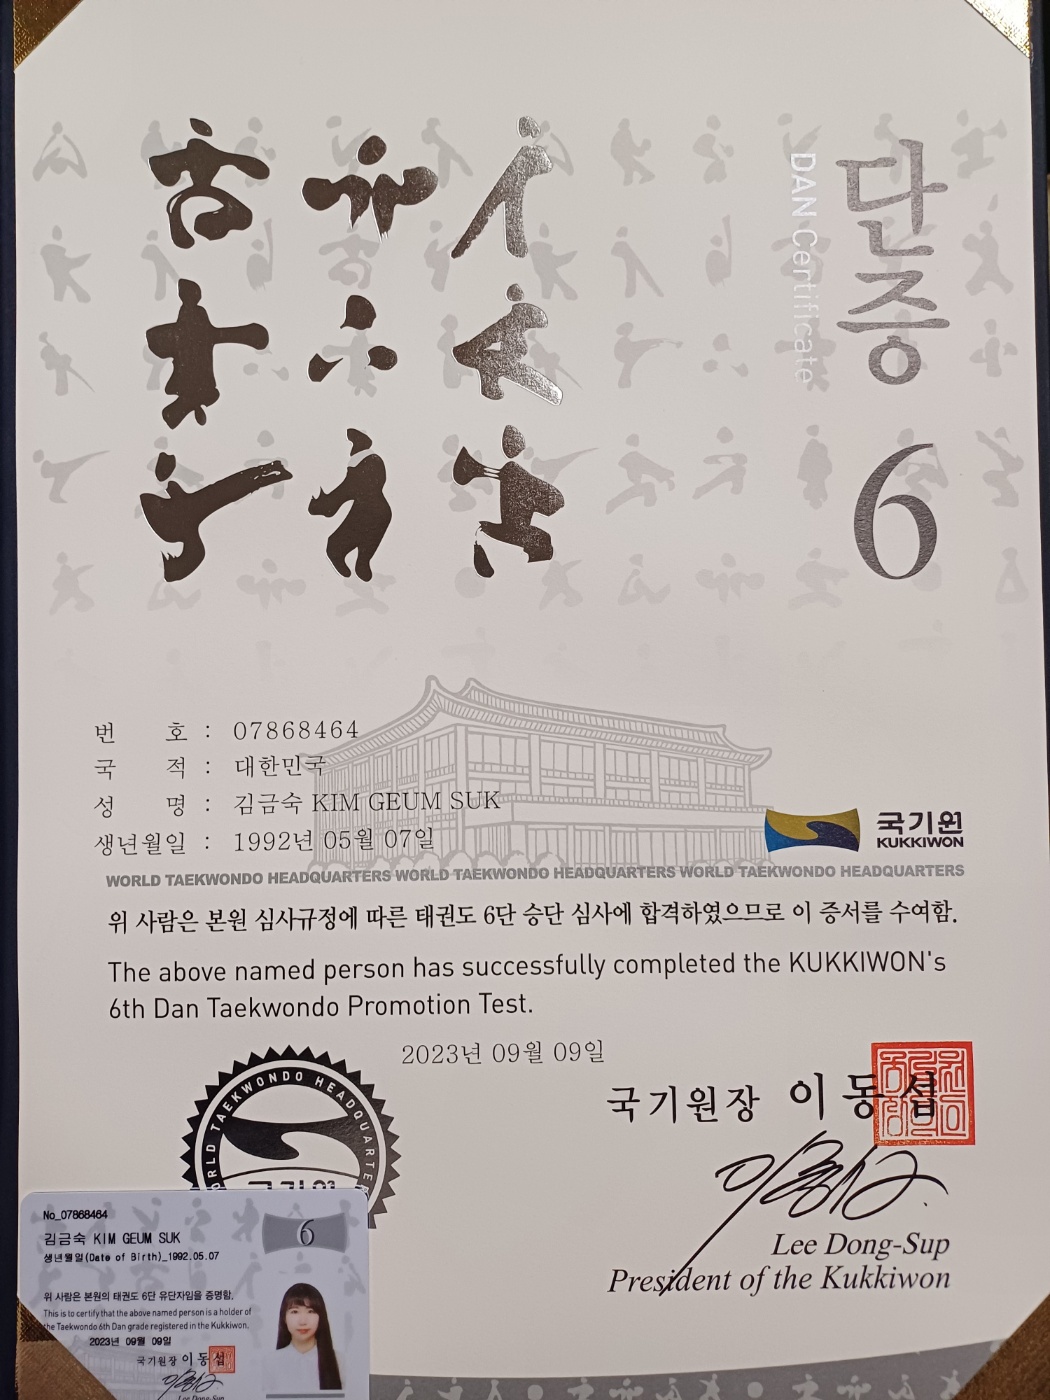 단증
DAN Certificate
6
번 호 : 07868464
국 적 : 대한민국
성 명 : 김금숙 KIM GEUM SUK
생년월일 : 1992년 05월 07일
국기원
KUKKIWON
WORLD TAEKWONDO HEADQUARTERS WORLD TAEKWONDO HEADQUARTERS WORLD TAEKWONDO HEADQUARTERS
위 사람은 본원 심사규정에 따른 태권도 6단 승단 심사에 합격하였으므로 이 증서를 수여함.
The above named person has successfully completed the KUKKIWON's
6th Dan Taekwondo Promotion Test.
2023년 09월 09일
국기원장 이동섭
Lee Dong-Sup
President of the Kukkiwon
WORLD TAEKWONDO HEADQUARTERS
국기원
No_07868464
김금숙 KIM GEUM SUK
생년월일(Date of Birth)_1992.05.07
6
위 사람은 본원의 태권도 6단 유단자임을 증명함.
This is to certify that the above named person is a holder of
the Taekwondo 6th Dan grade registered in the Kukkiwon.
2023년 09월 09일
국기원장 이동섭
Lee Dong-Sup